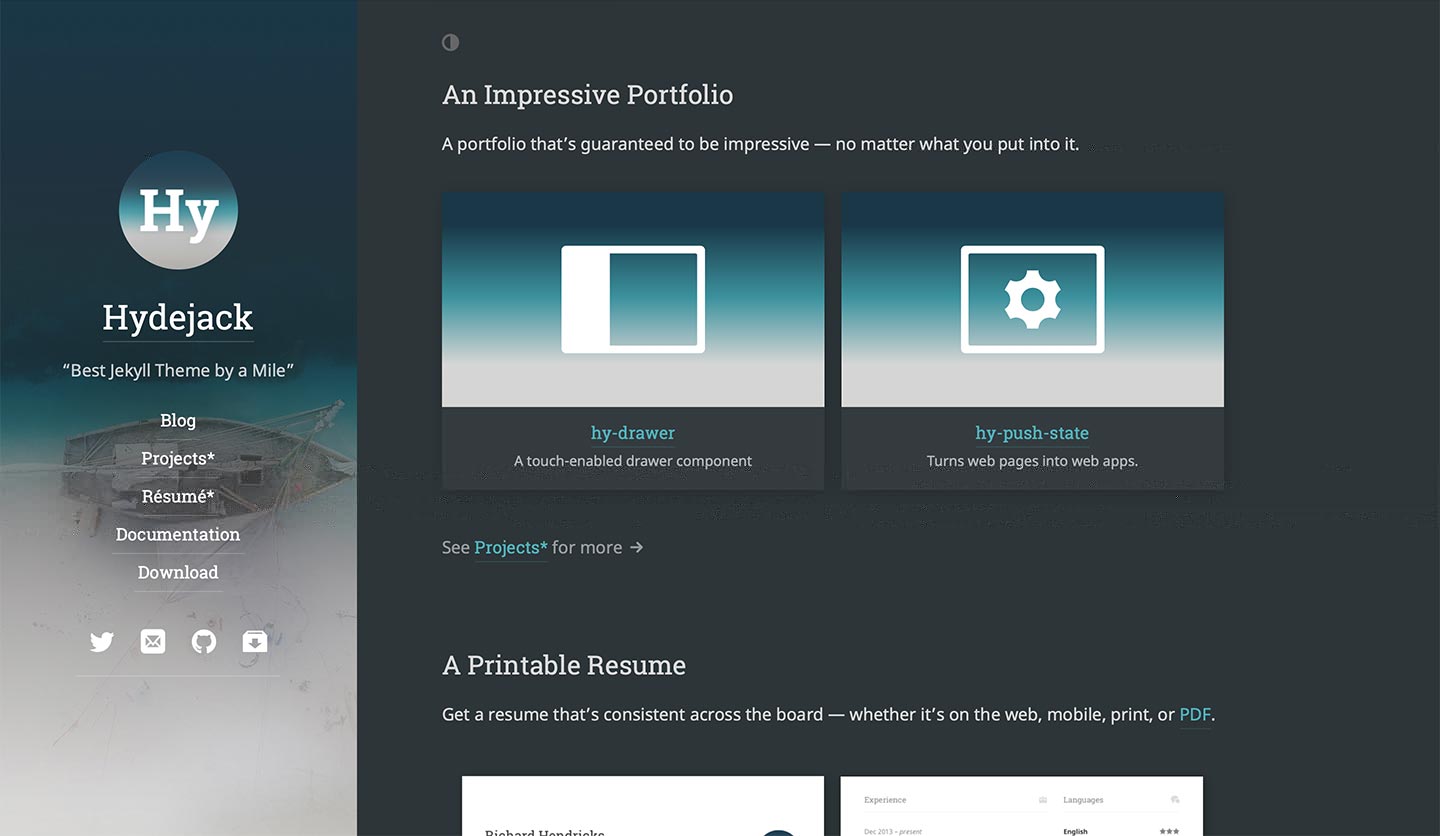 Hy
Hydejack
“Best Jekyll Theme by a Mile”
Blog
Projects*
Résumé*
Documentation
Download
An Impressive Portfolio
A portfolio that’s guaranteed to be impressive — no matter what you put into it.
hy-drawer
A touch-enabled drawer component
hy-push-state
Turns web pages into web apps.
See Projects* for more →
A Printable Resume
Get a resume that’s consistent across the board — whether it’s on the web, mobile, print, or PDF.
Richard Hendricks
Experience
Languages
Dec 2013 – present
English
★★★